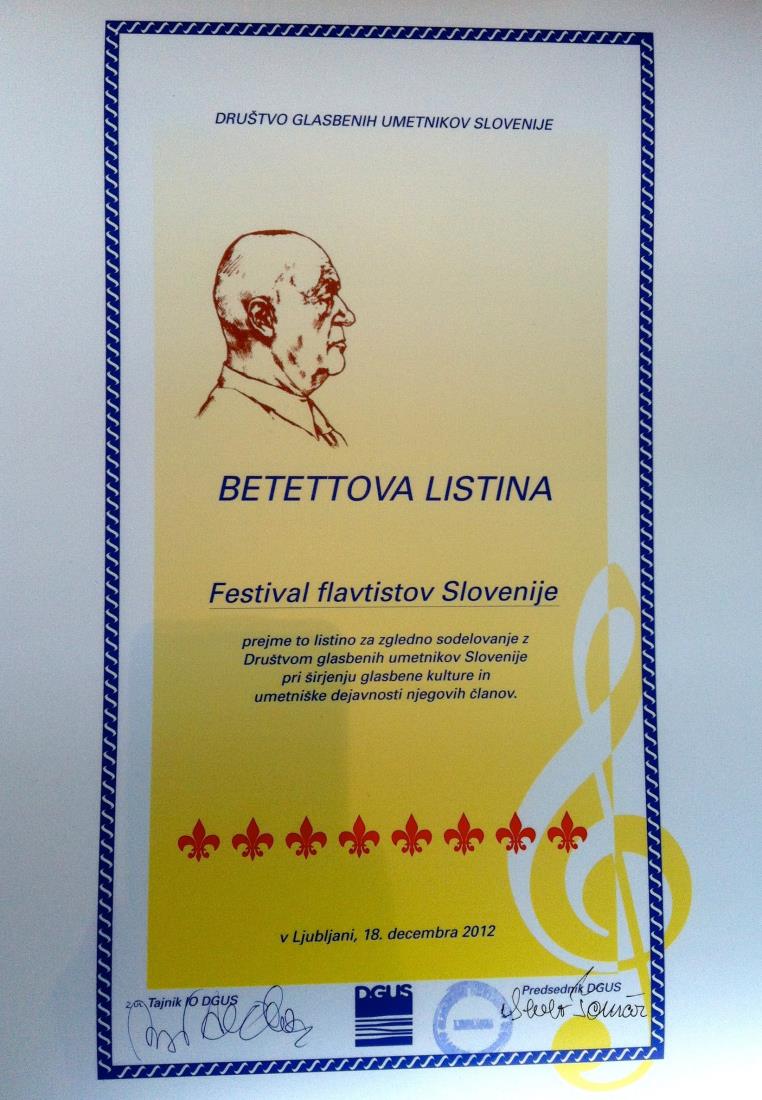 DRUŠTVO GLASBENIH UMETNIKOV SLOVENIJE
BETETTOVA LISTINA
Festival flavtistov Slovenije
prejme to listino za zgledno sodelovanje z
Društvom glasbenih umetnikov Slovenije
pri širjenju glasbene kulture in
umetniške dejavnosti njegovih članov.
v Ljubljani, 18. decembra 2012
Tajnik IO DGUS
DGUS
LJUBLJANA
Predsednik DGUS